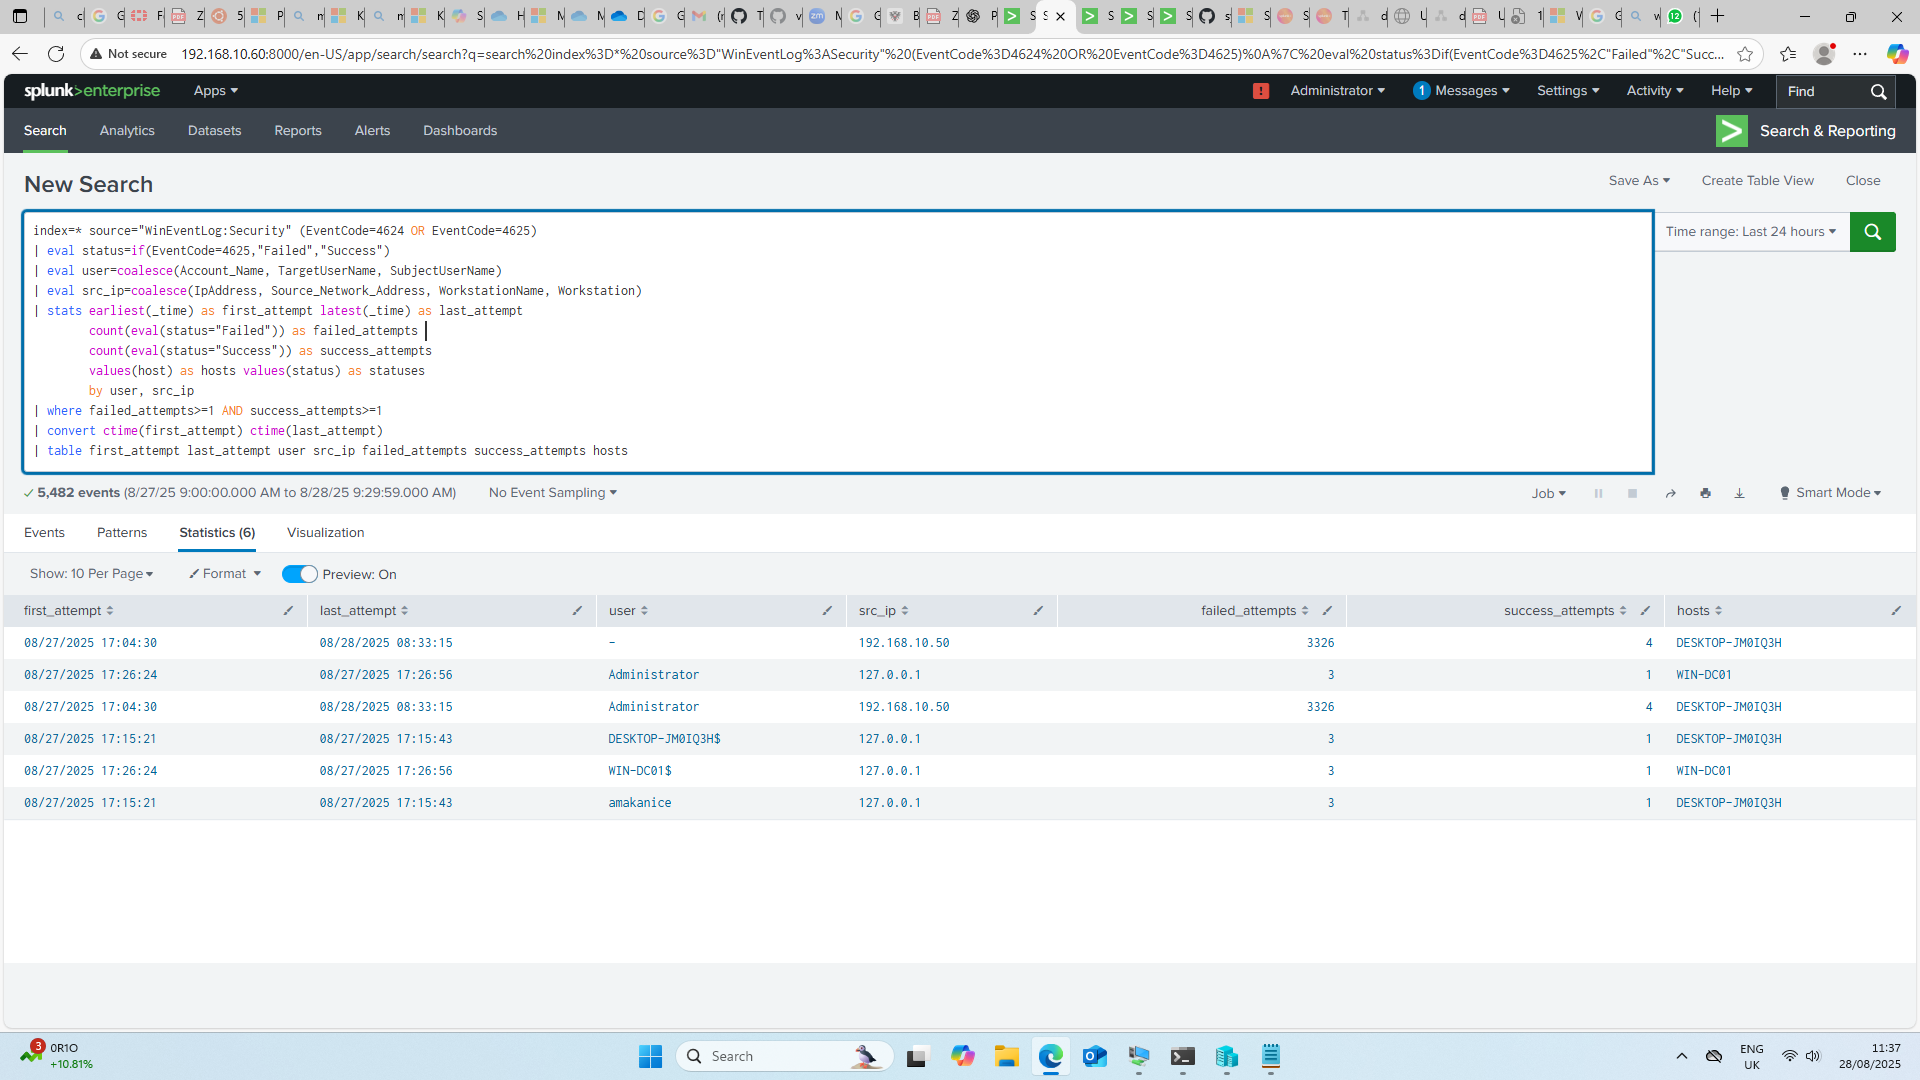 Not secure 192.168.10.60:8000/en-US/app/search/search?q=search%20index%3D*%20source%3D"WinEventLog%3ASecurity"%20(EventCode%3D4624%20OR%20EventCode%3D4625)%0A%7C%20eval%20status%3Dif(EventCode%3D4625%2C"Failed"%2C"Succ...
splunk>enterprise Apps Administrator 1 Messages Settings Activity Help Find
Search Analytics Datasets Reports Alerts Dashboards Search & Reporting
New Search Save As Create Table View Close
index=* source="WinEventLog:Security" (EventCode=4624 OR EventCode=4625)
| eval status=if(EventCode=4625,"Failed","Success")
| eval user=coalesce(Account_Name, TargetUserName, SubjectUserName)
| eval src_ip=coalesce(IpAddress, Source_Network_Address, WorkstationName, Workstation)
| stats earliest(_time) as first_attempt latest(_time) as last_attempt
count(eval(status="Failed")) as failed_attempts
count(eval(status="Success")) as success_attempts
values(host) as hosts values(status) as statuses
by user, src_ip
| where failed_attempts>=1 AND success_attempts>=1
| convert ctime(first_attempt) ctime(last_attempt)
| table first_attempt last_attempt user src_ip failed_attempts success_attempts hosts
Time range: Last 24 hours
5,482 events (8/27/25 9:00:00.000 AM to 8/28/25 9:29:59.000 AM) No Event Sampling Job Smart Mode
Events Patterns Statistics (6) Visualization
Show: 10 Per Page Format Preview: On
first_attempt last_attempt user src_ip failed_attempts success_attempts hosts
08/27/2025 17:04:30 08/28/2025 08:33:15 - 192.168.10.50 3326 4 DESKTOP-JM0IQ3H
08/27/2025 17:26:24 08/27/2025 17:26:56 Administrator 127.0.0.1 3 1 WIN-DC01
08/27/2025 17:04:30 08/28/2025 08:33:15 Administrator 192.168.10.50 3326 4 DESKTOP-JM0IQ3H
08/27/2025 17:15:21 08/27/2025 17:15:43 DESKTOP-JM0IQ3H$ 127.0.0.1 3 1 DESKTOP-JM0IQ3H
08/27/2025 17:26:24 08/27/2025 17:26:56 WIN-DC01$ 127.0.0.1 3 1 WIN-DC01
08/27/2025 17:15:21 08/27/2025 17:15:43 amakanice 127.0.0.1 3 1 DESKTOP-JM0IQ3H
3 0R1O Search ENG 11:37
+10.81% UK 28/08/2025